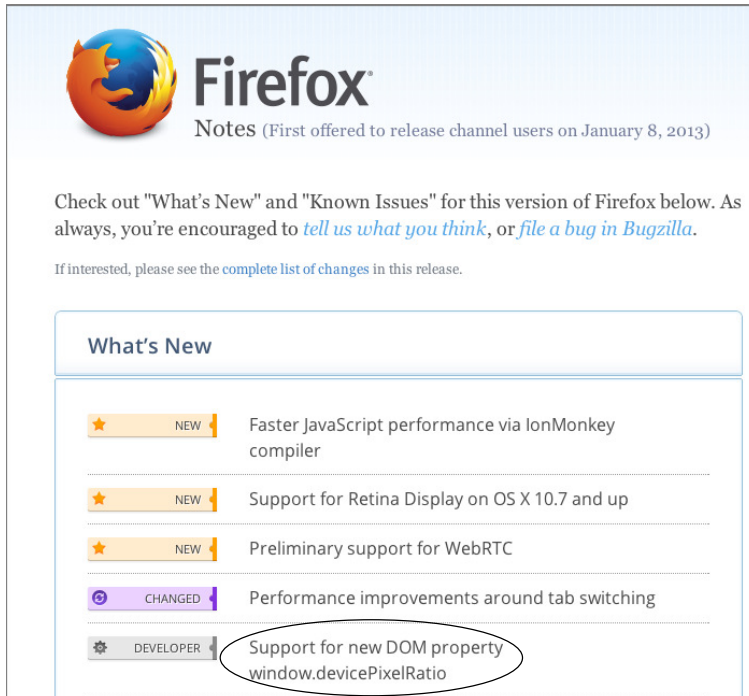 Firefox
Notes (First offered to release channel users on January 8, 2013)
Check out "What’s New" and "Known Issues" for this version of Firefox below. As
always, you’re encouraged to tell us what you think, or file a bug in Bugzilla.
If interested, please see the complete list of changes in this release.
What’s New
NEW Faster JavaScript performance via IonMonkey
compiler
NEW Support for Retina Display on OS X 10.7 and up
NEW Preliminary support for WebRTC
CHANGED Performance improvements around tab switching
DEVELOPER Support for new DOM property
window.devicePixelRatio